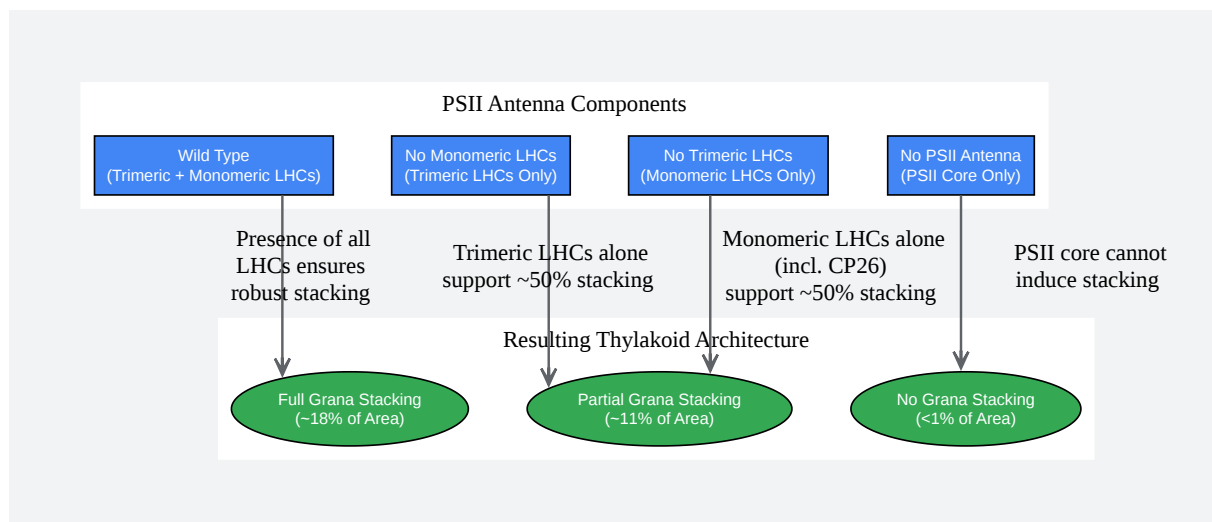 PSII Antenna Components
Wild Type
(Trimeric + Monomeric LHCs)
No Monomeric LHCs
(Trimeric LHCs Only)
No Trimeric LHCs
(Monomeric LHCs Only)
No PSII Antenna
(PSII Core Only)
Presence of all
LHCs ensures
robust stacking
Trimeric LHCs alone
support ~50% stacking
Monomeric LHCs alone
(incl. CP26)
support ~50% stacking
PSII core cannot
induce stacking
Resulting Thylakoid Architecture
Full Grana Stacking
(~18% of Area)
Partial Grana Stacking
(~11% of Area)
No Grana Stacking
(<1% of Area)